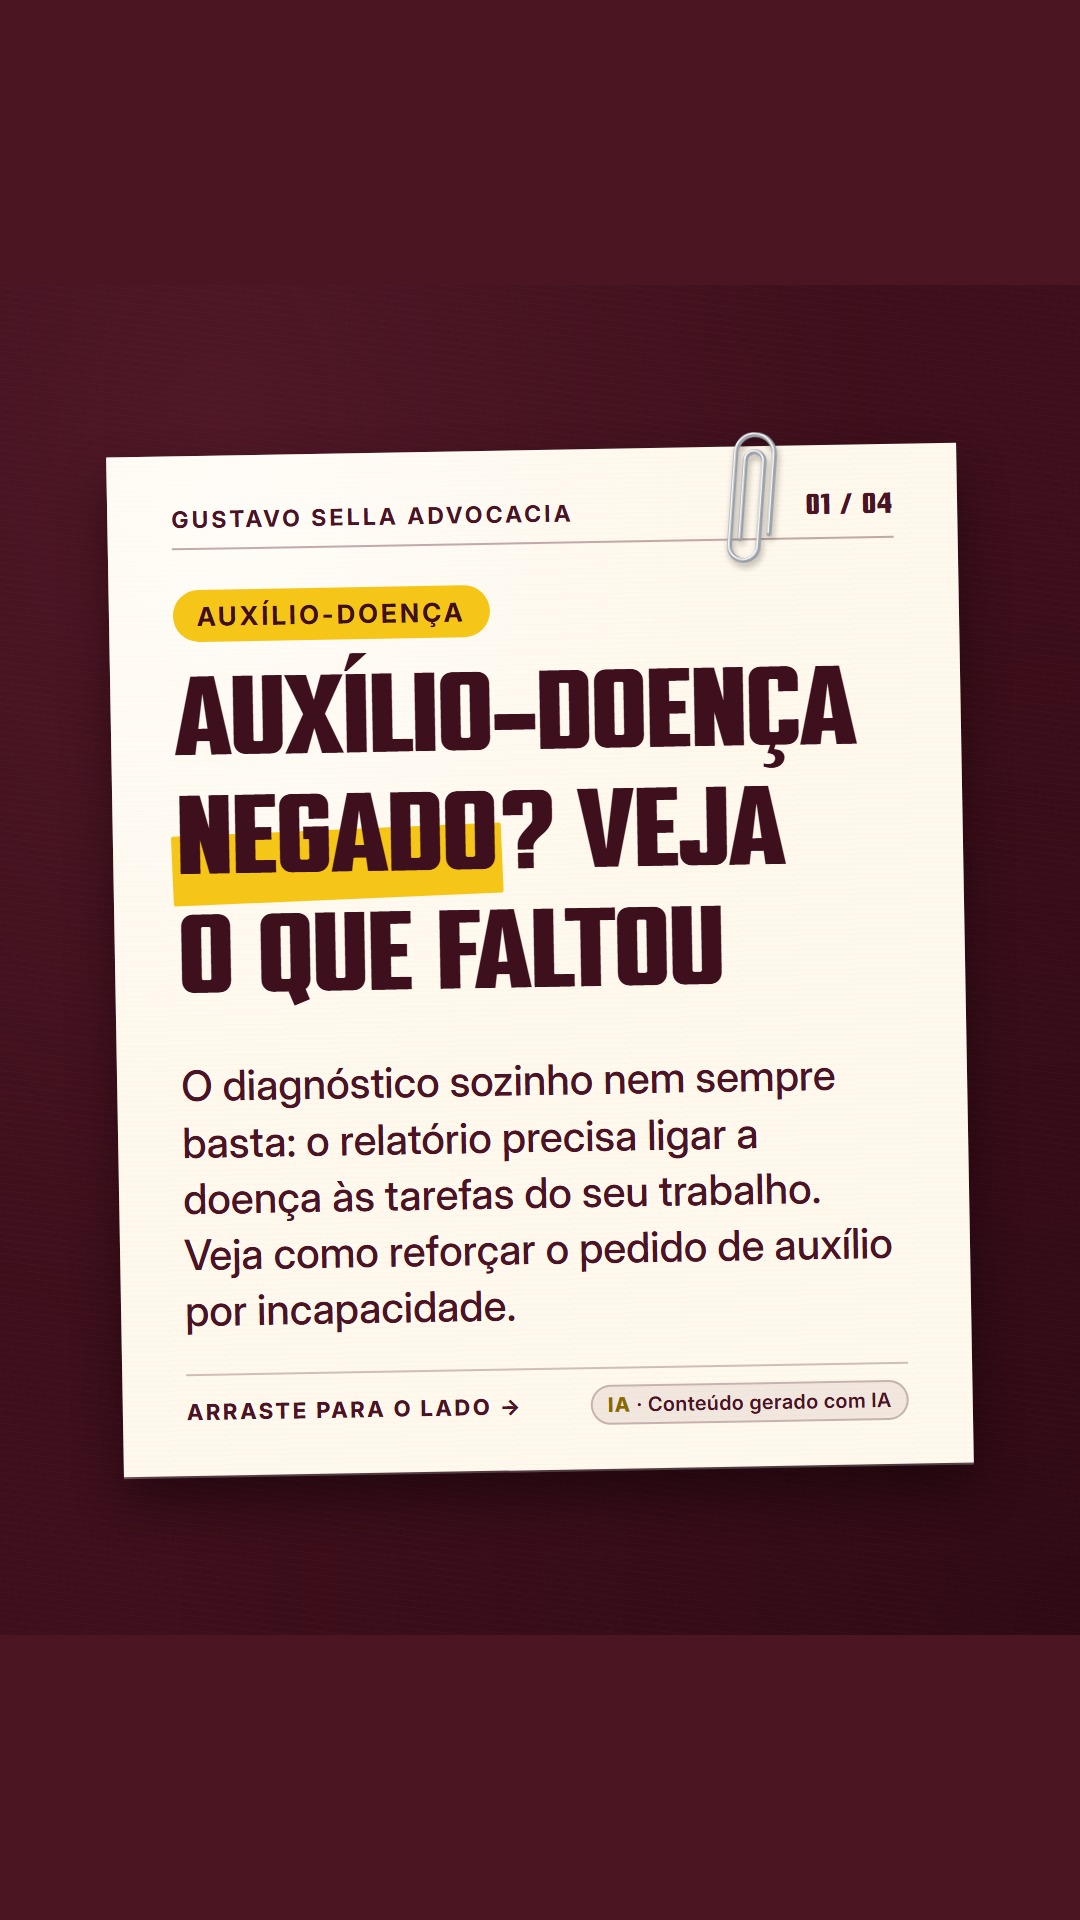 GUSTAVO SELLA ADVOCACIA
01 / 04
AUXÍLIO-DOENÇA
AUXÍLIO-DOENÇA
NEGADO? VEJA
O QUE FALTOU
O diagnóstico sozinho nem sempre
basta: o relatório precisa ligar a
doença às tarefas do seu trabalho.
Veja como reforçar o pedido de auxílio
por incapacidade.
ARRASTE PARA O LADO →
IA · Conteúdo gerado com IA